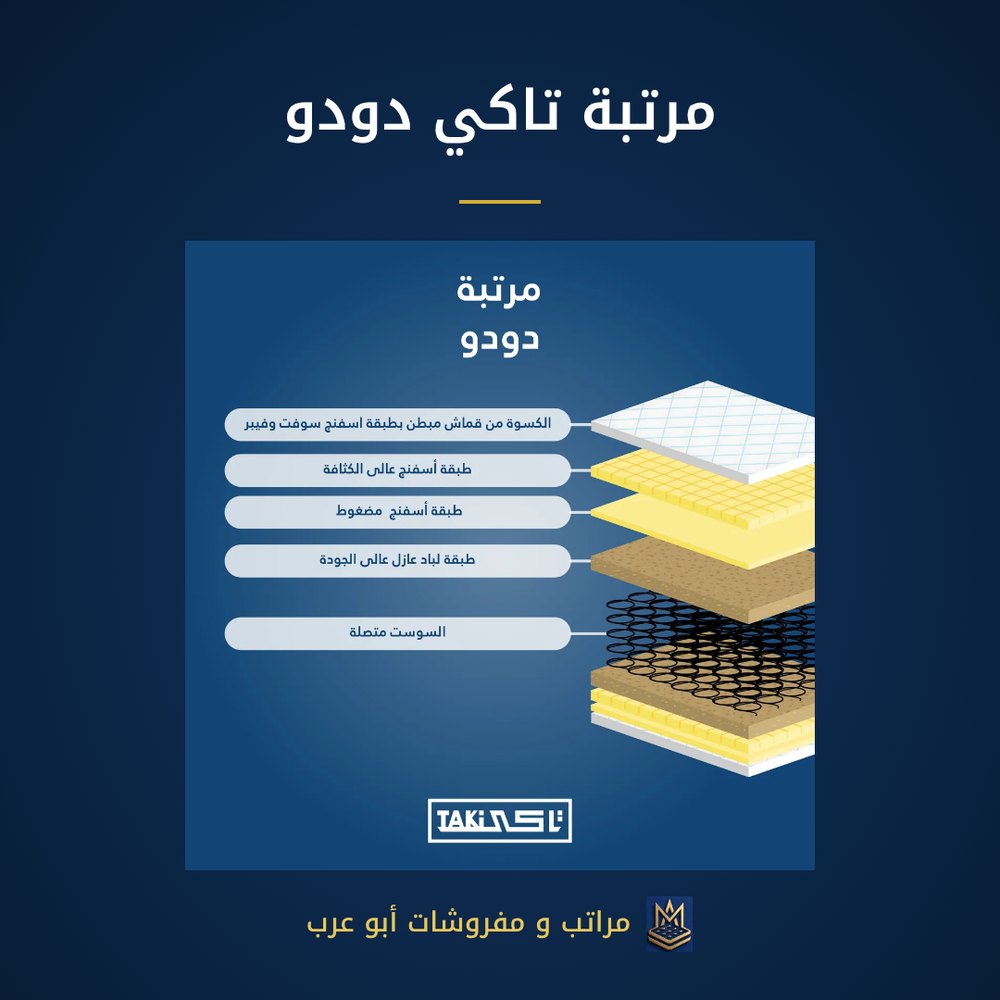 مرتبة تاكي دودو
مرتبة
دودو
الكسوة من قماش مبطن بطبقة اسفنج سوفت وفيبر
طبقة أسفنج عالى الكثافة
طبقة أسفنج مضغوط
طبقة لباد عازل عالى الجودة
السوست متصلة
TAKi تاكى
مراتب و مفروشات أبو عرب